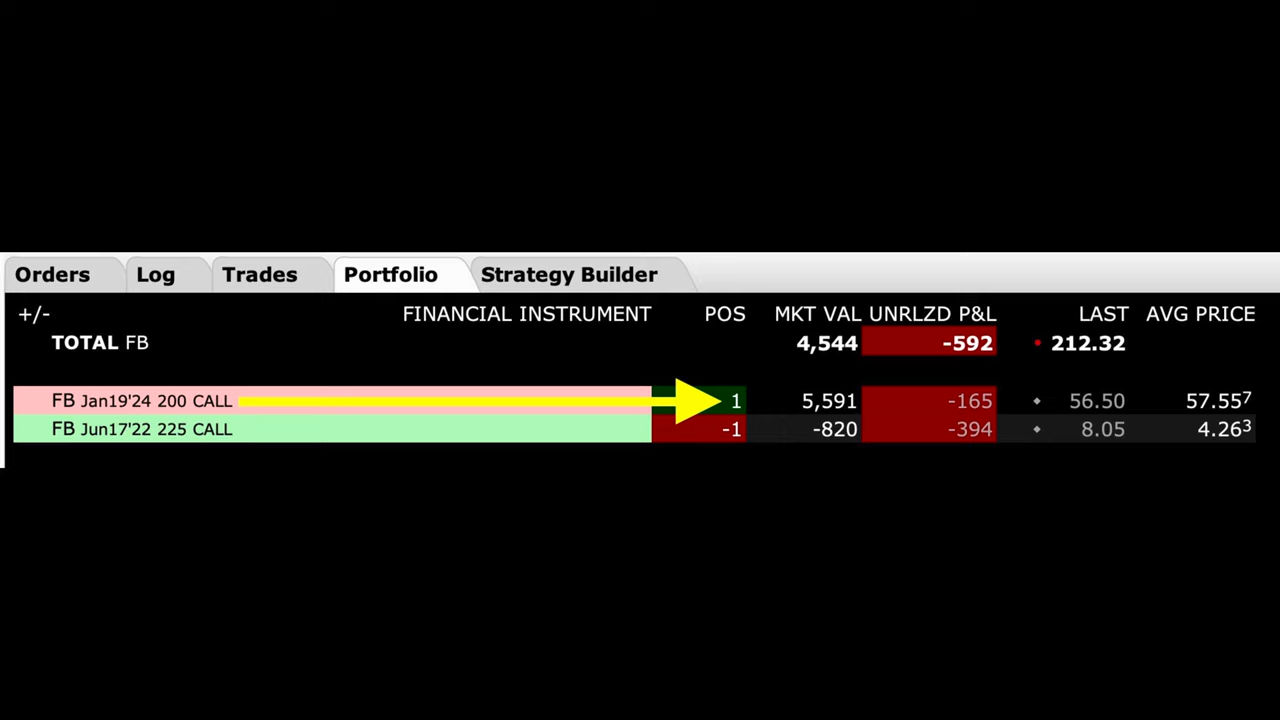 Orders Log Trades Portfolio Strategy Builder
+/- FINANCIAL INSTRUMENT POS MKT VAL UNRLZD P&L LAST AVG PRICE
TOTAL FB 4,544 -592 212.32
FB Jan19'24 200 CALL 1 5,591 -165 56.50 57.557
FB Jun17'22 225 CALL -1 -820 -394 8.05 4.263